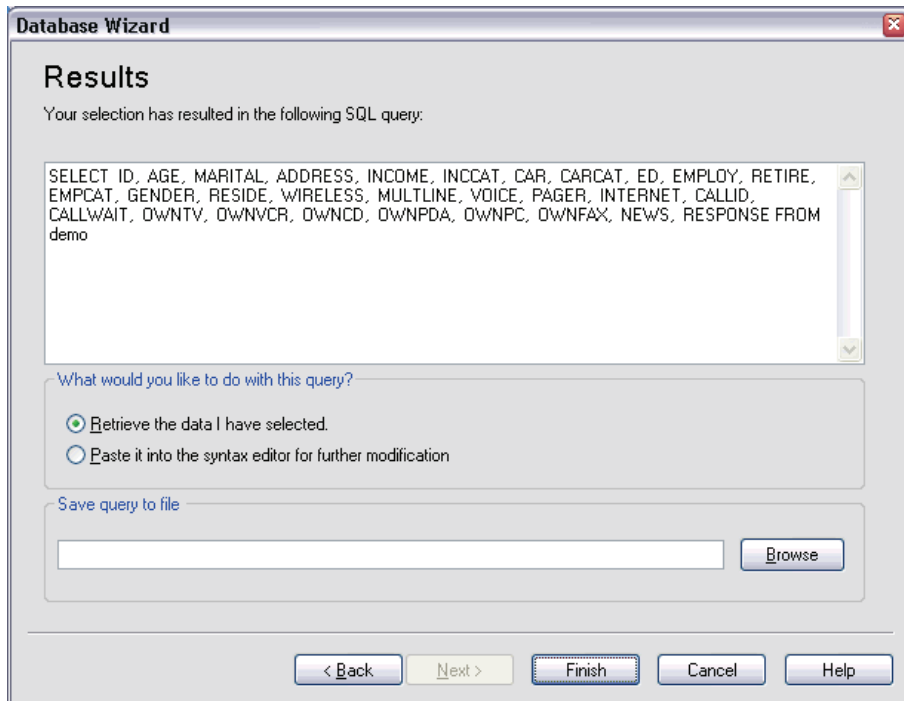 Database Wizard
Results
Your selection has resulted in the following SQL query:
SELECT ID, AGE, MARITAL, ADDRESS, INCOME, INCCAT, CAR, CARCAT, ED, EMPLOY, RETIRE,
EMPCAT, GENDER, RESIDE, WIRELESS, MULTLINE, VOICE, PAGER, INTERNET, CALLID,
CALLWAIT, OWNTV, OWNVCR, OWNCD, OWNPDA, OWNPC, OWNFAX, NEWS, RESPONSE FROM
demo
What would you like to do with this query?
Retrieve the data I have selected.
Paste it into the syntax editor for further modification
Save query to file
Browse
< Back Next > Finish Cancel Help